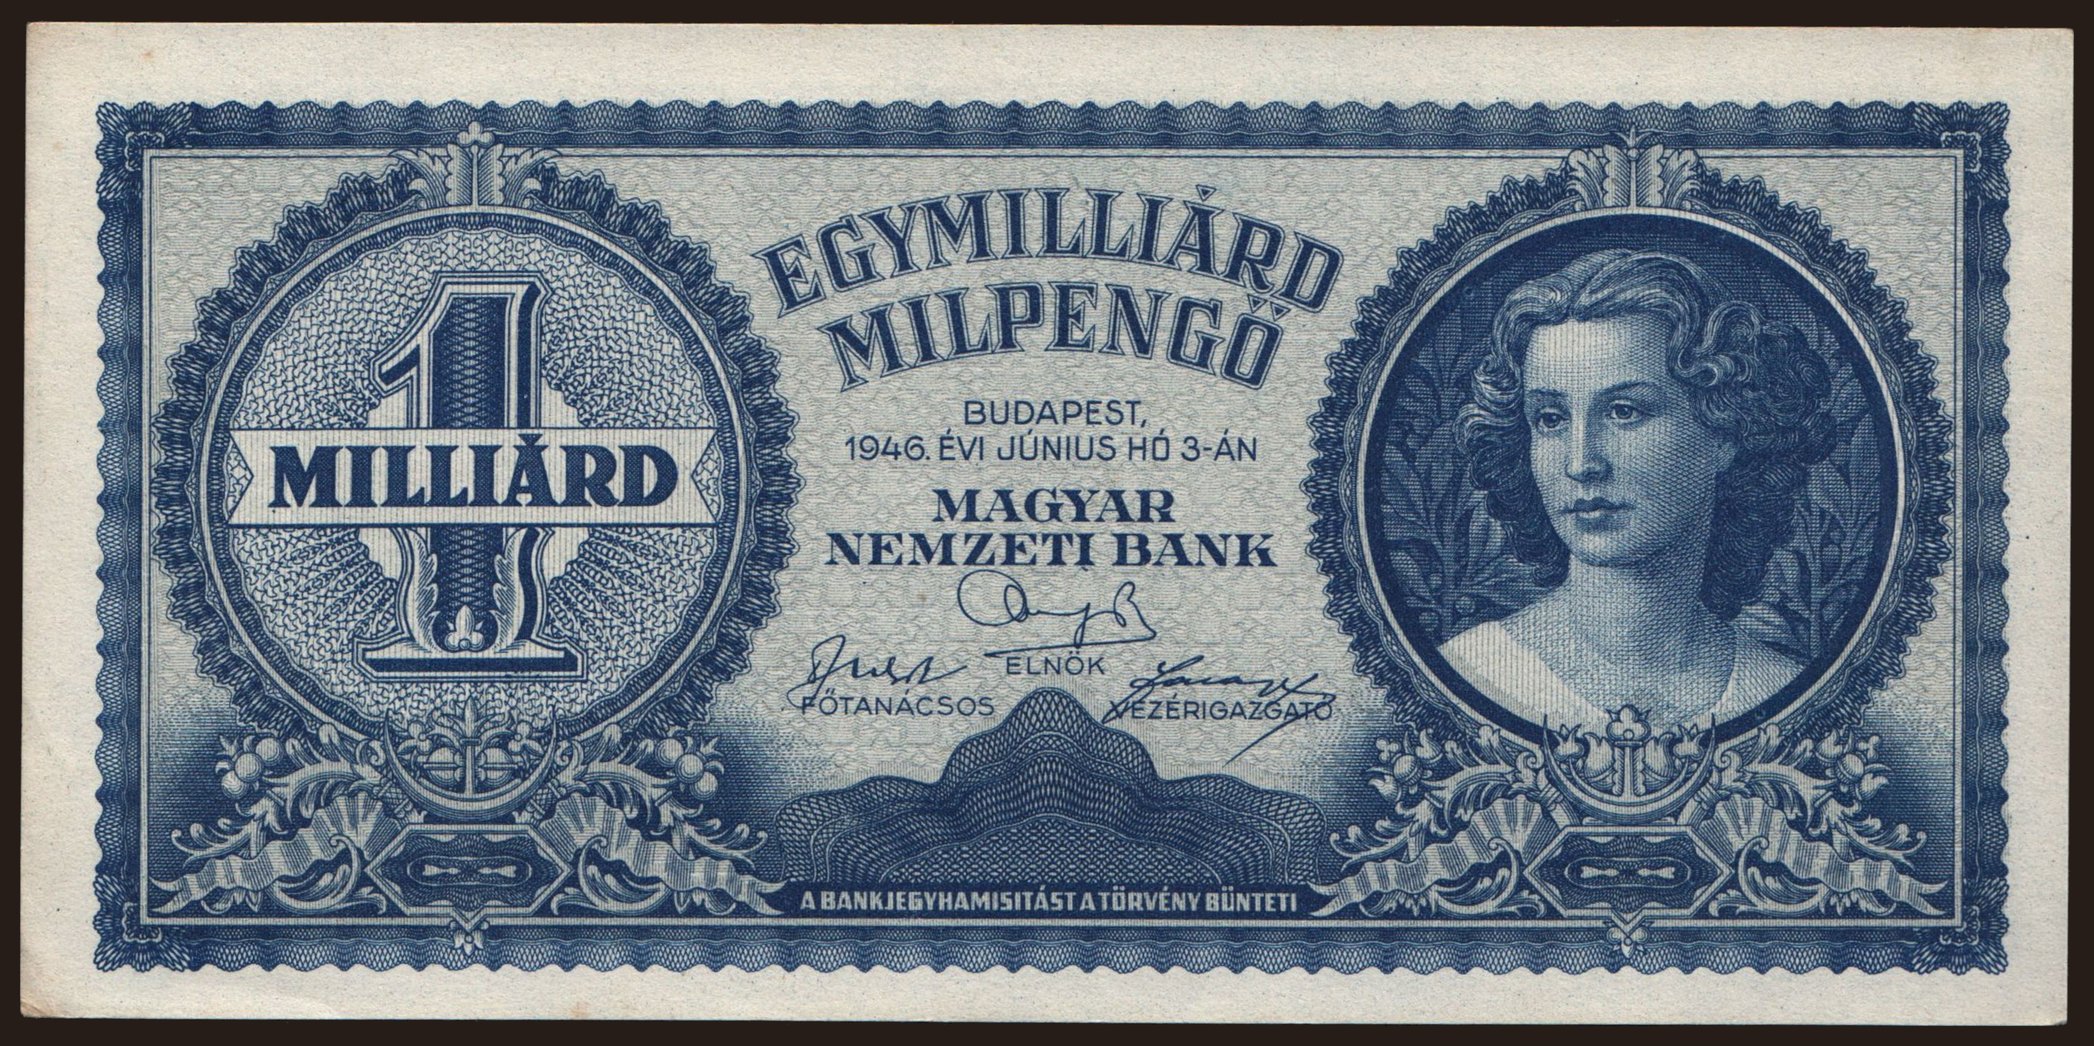 EGYMILLIÁRD
MILPENGŐ
1
MILLIÁRD
BUDAPEST,
1946. ÉVI JÚNIUS HÓ 3-ÁN
MAGYAR
NEMZETI BANK
ELNÖK
FŐTANÁCSOS
VEZÉRIGAZGATÓ
A BANKJEGYHAMISITÁST A TÖRVÉNY BÜNTETI